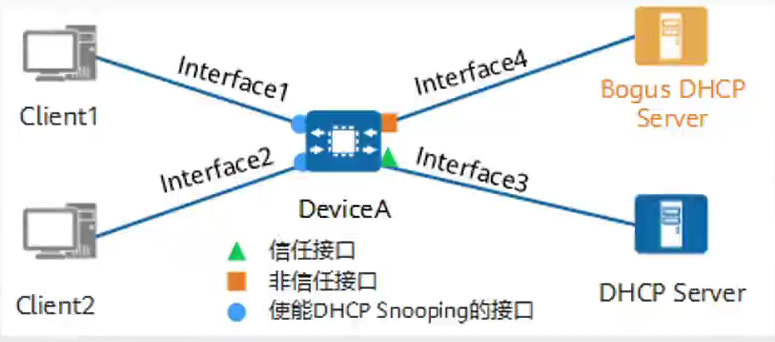 Client1
Interface1
Interface4
Bogus DHCP
Server
Interface2
Interface3
DeviceA
Client2
DHCP Server
信任接口
非信任接口
使能DHCP Snooping的接口